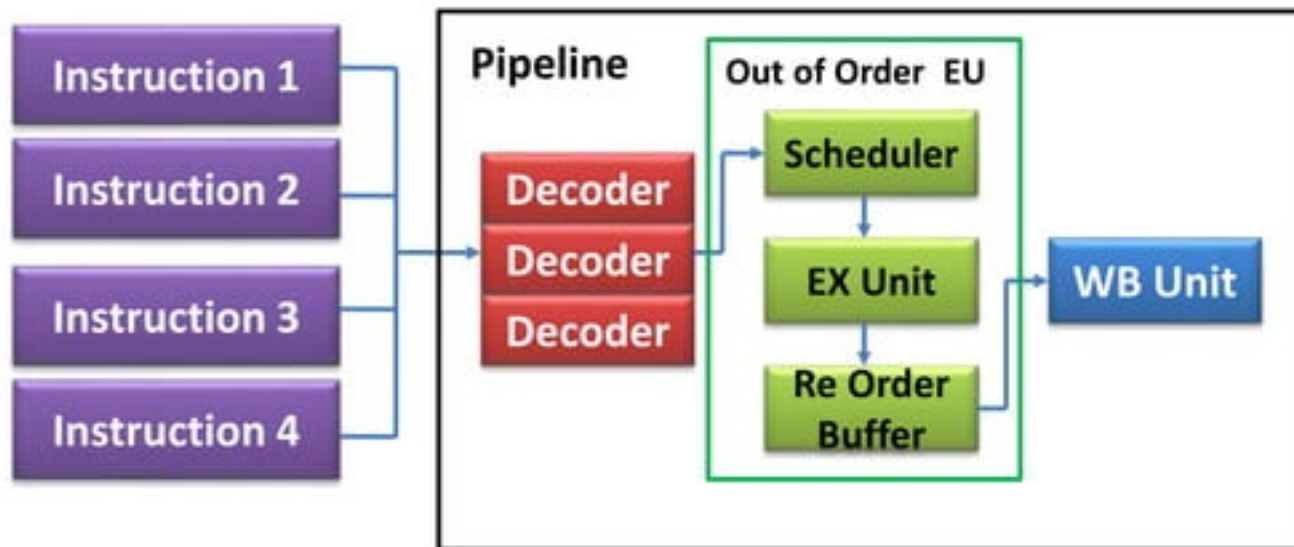 Instruction 1
Instruction 2
Instruction 3
Instruction 4
Pipeline
Decoder
Decoder
Decoder
Out of Order EU
Scheduler
EX Unit
Re Order
Buffer
WB Unit